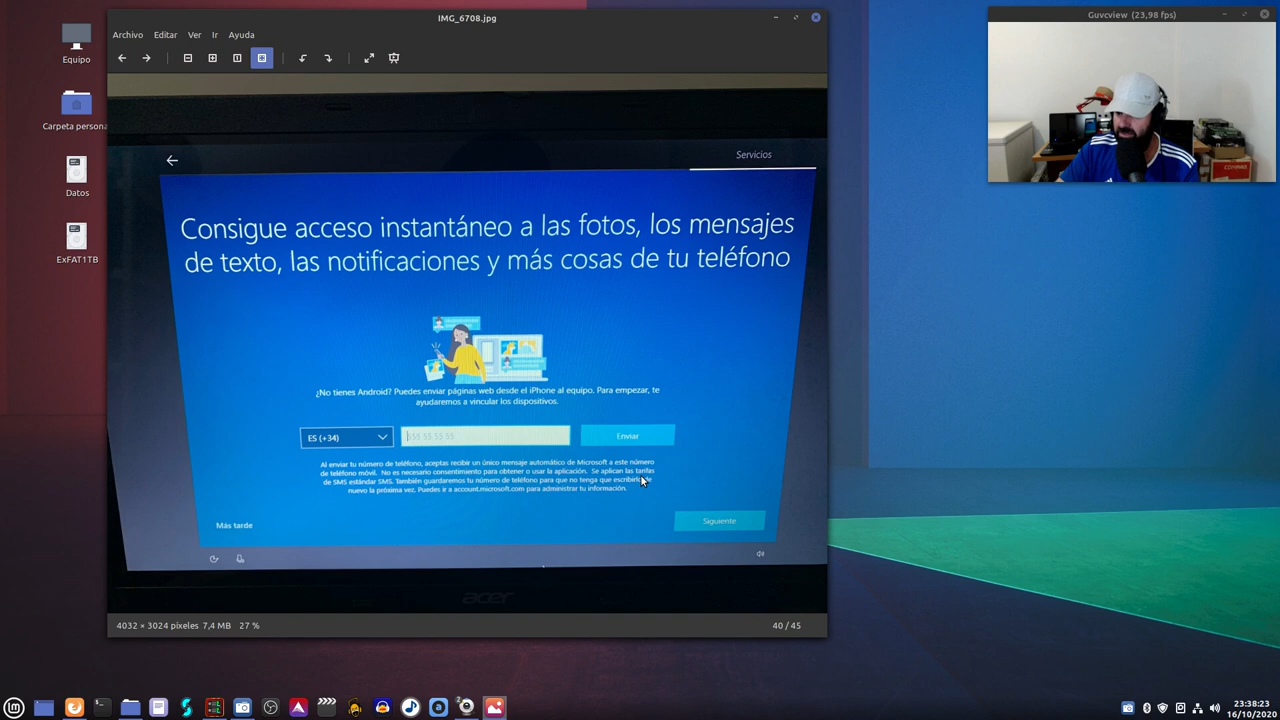 IMG_6708.jpg
Guvcview (23,98 fps)
Archivo Editar Ver Ir Ayuda
Equipo
Carpeta persona
Datos
ExFAT1TB
Servicios
Consigue acceso instantáneo a las fotos, los mensajes
de texto, las notificaciones y más cosas de tu teléfono
¿No tienes Android? Puedes enviar páginas web desde el iPhone al equipo. Para empezar, te
ayudaremos a vincular los dispositivos.
ES (+34)
555 55 55 55
Enviar
Al enviar tu número de teléfono, aceptas recibir un único mensaje automático de Microsoft a este número
de teléfono móvil. No es necesario consentimiento para obtener o usar la aplicación. Se aplican las tarifas
de SMS estándar SMS. También guardaremos tu número de teléfono para que no tenga que escribirlo de
nuevo la próxima vez. Puedes ir a account.microsoft.com para administrar tu información.
Más tarde
Siguiente
acer
4032 × 3024 píxeles 7,4 MB 27 %
40 / 45
23:38:23
16/10/2020